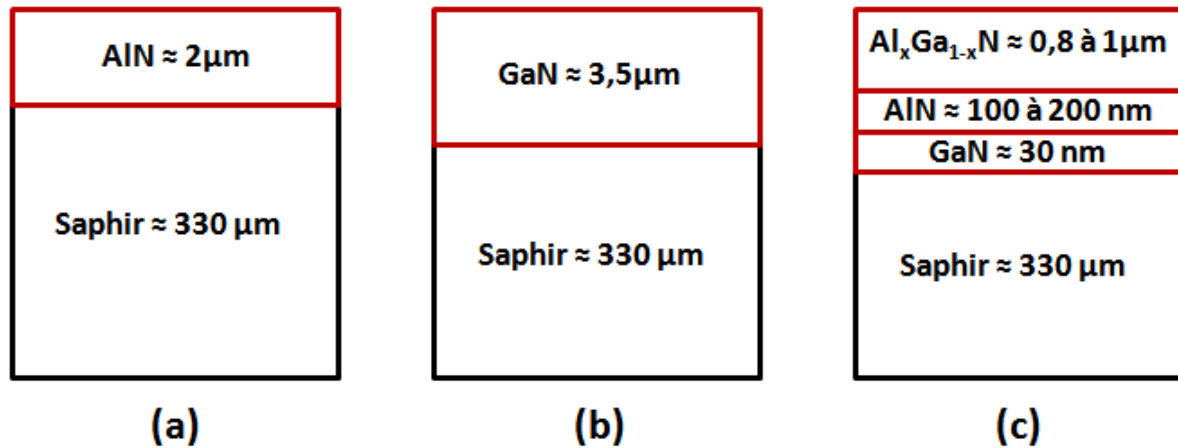 AlN ≈ 2µm
Saphir ≈ 330 µm
(a)
GaN ≈ 3,5µm
Saphir ≈ 330 µm
(b)
AlₓGa₁₋ₓN ≈ 0,8 à 1µm
AlN ≈ 100 à 200 nm
GaN ≈ 30 nm
Saphir ≈ 330 µm
(c)